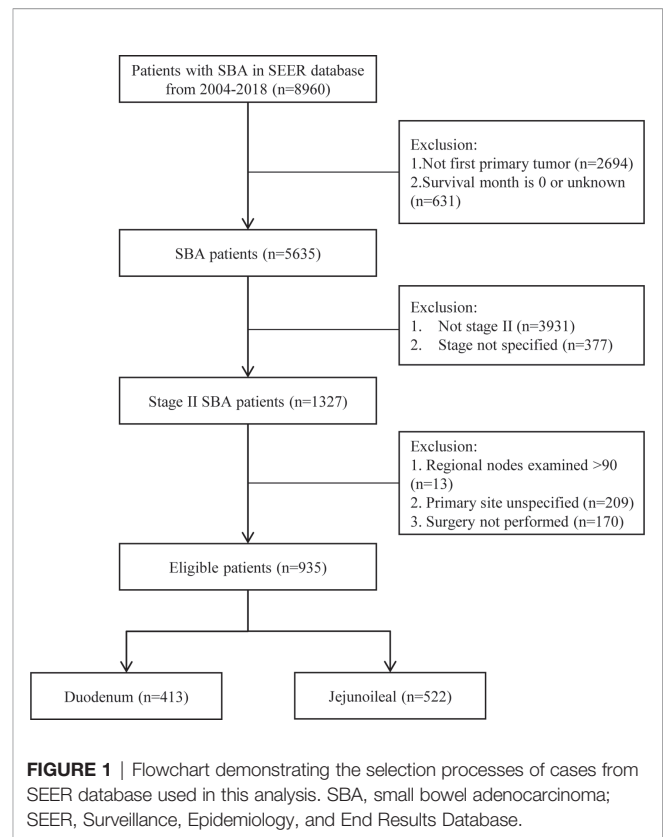 Patients with SBA in SEER database
from 2004-2018 (n=8960)
Exclusion:
1.Not first primary tumor (n=2694)
2.Survival month is 0 or unknown
(n=631)
SBA patients (n=5635)
Exclusion:
1. Not stage II (n=3931)
2. Stage not specified (n=377)
Stage II SBA patients (n=1327)
Exclusion:
1. Regional nodes examined >90
(n=13)
2. Primary site unspecified (n=209)
3. Surgery not performed (n=170)
Eligible patients (n=935)
Duodenum (n=413)
Jejunoileal (n=522)
FIGURE 1 | Flowchart demonstrating the selection processes of cases from
SEER database used in this analysis. SBA, small bowel adenocarcinoma;
SEER, Surveillance, Epidemiology, and End Results Database.